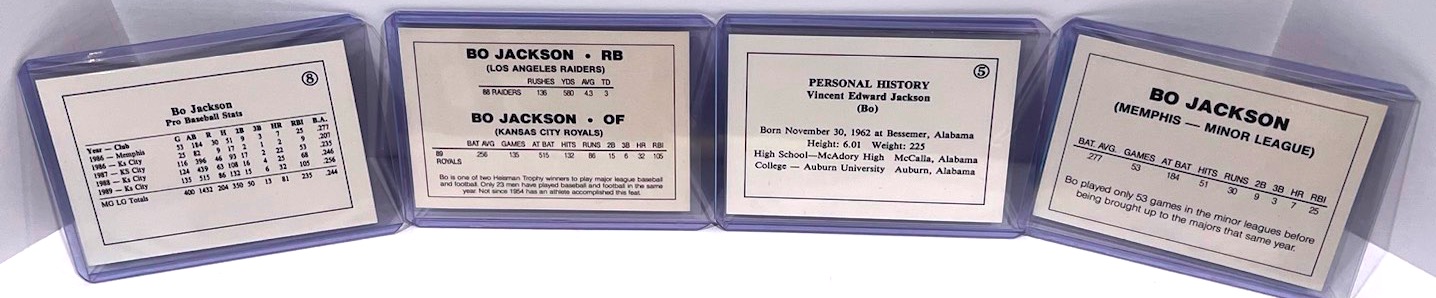 8
Bo Jackson
Pro Baseball Stats
Year — Club G AB R H 2B 3B HR RBI B.A.
1986 — Memphis 53 184 30 51 9 3 7 25 .277
1986 — Ks City 25 82 9 17 2 1 2 9 .207
1987 — KS City 116 396 46 93 17 2 22 53 .235
1988 — Ks City 124 439 63 108 16 4 25 68 .246
1989 — Ks City 135 515 86 132 15 6 32 105 .256
MG LG Totals 400 1432 204 350 50 13 81 235 .244
BO JACKSON • RB
(LOS ANGELES RAIDERS)
RUSHES YDS AVG TD
88 RAIDERS 136 580 4.3 3
BO JACKSON • OF
(KANSAS CITY ROYALS)
BAT AVG GAMES AT BAT HITS RUNS 2B 3B HR RBI
89 .256 135 515 132 86 15 6 32 105
ROYALS
Bo is one of two Heisman Trophy winners to play major league baseball
and football. Only 23 men have played baseball and football in the same
year. Not since 1954 has an athlete accomplished this feat.
5
PERSONAL HISTORY
Vincent Edward Jackson
(Bo)
Born November 30, 1962 at Bessemer, Alabama
Height: 6.01 Weight: 225
High School—McAdory High McCalla, Alabama
College — Auburn University Auburn, Alabama
BO JACKSON
(MEMPHIS — MINOR LEAGUE)
BAT. AVG. GAMES AT BAT HITS RUNS 2B 3B HR RBI
.277 53 184 51 30 9 3 7 25
Bo played only 53 games in the minor leagues before
being brought up to the majors that same year.